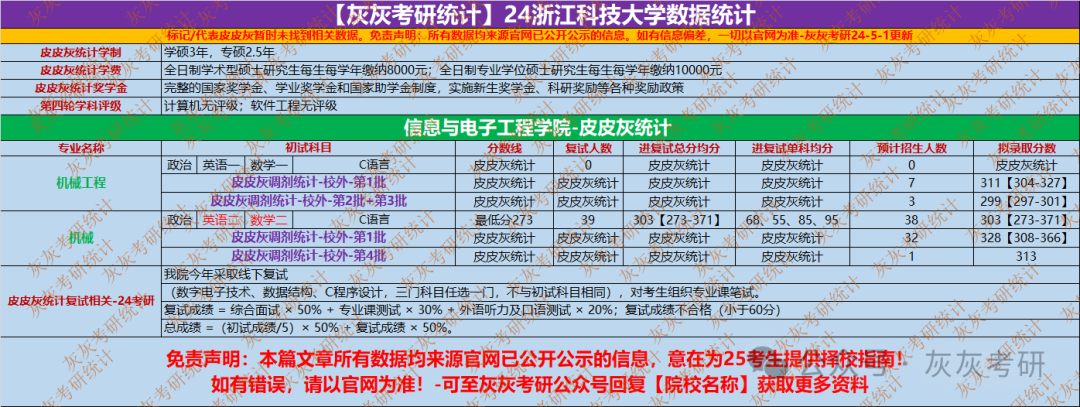 【灰灰考研统计】24浙江科技大学数据统计
标记/代表皮皮灰暂时未找到相关数据。免责声明：所有数据均来源官网已公开公示的信息。如有信息偏差，一切以官网为准-灰灰考研24-5-1更新
皮皮灰统计学制 学硕3年，专硕2.5年
皮皮灰统计学费 全日制学术型硕士研究生每生每学年缴纳8000元；全日制专业学位硕士研究生每生每学年缴纳10000元
皮皮灰统计奖学金 完整的国家奖学金、学业奖学金和国家助学金制度，实施新生奖学金、科研奖励等各种奖励政策
第四轮学科评级 计算机无评级；软件工程无评级
信息与电子工程学院-皮皮灰统计
专业名称 初试科目 分数线 复试人数 进复试总分均分 进复试单科均分 预计招生人数 拟录取分数
机械工程 政治 英语一 数学一 C语言 皮皮灰统计 0 皮皮灰统计 皮皮灰统计 0 皮皮灰统计
皮皮灰调剂统计-校外-第1批 皮皮灰统计 皮皮灰统计 皮皮灰统计 皮皮灰统计 7 311【304-327】
皮皮灰调剂统计-校外-第2批+第3批 皮皮灰统计 皮皮灰统计 皮皮灰统计 皮皮灰统计 3 299【297-301】
机械 政治 英语二 数学二 C语言 最低分273 39 303【273-371】 68、55、85、95 38 303【273-371】
皮皮灰调剂统计-校外-第1批 皮皮灰统计 皮皮灰统计 皮皮灰统计 皮皮灰统计 32 328【308-366】
皮皮灰调剂统计-校外-第4批 皮皮灰统计 皮皮灰统计 皮皮灰统计 皮皮灰统计 1 313
皮皮灰统计复试相关-24考研 我院今年采取线下复试
（数字电子技术、数据结构、C程序设计，三门科目任选一门，不与初试科目相同），对考生组织专业课笔试。
复试成绩 = 综合面试 × 50% + 专业课测试 × 30% + 外语听力及口语测试 × 20%；复试成绩不合格（小于60分）
总成绩 =（初试成绩/5）× 50% + 复试成绩 × 50%。
免责声明：本篇文章所有数据均来源官网已公开公示的信息，意在为25考生提供择校指南！
如有错误，请以官网为准！-可至灰灰考研公众号回复【院校名称】获取更多资料
公众号·灰灰考研
灰灰考研统计